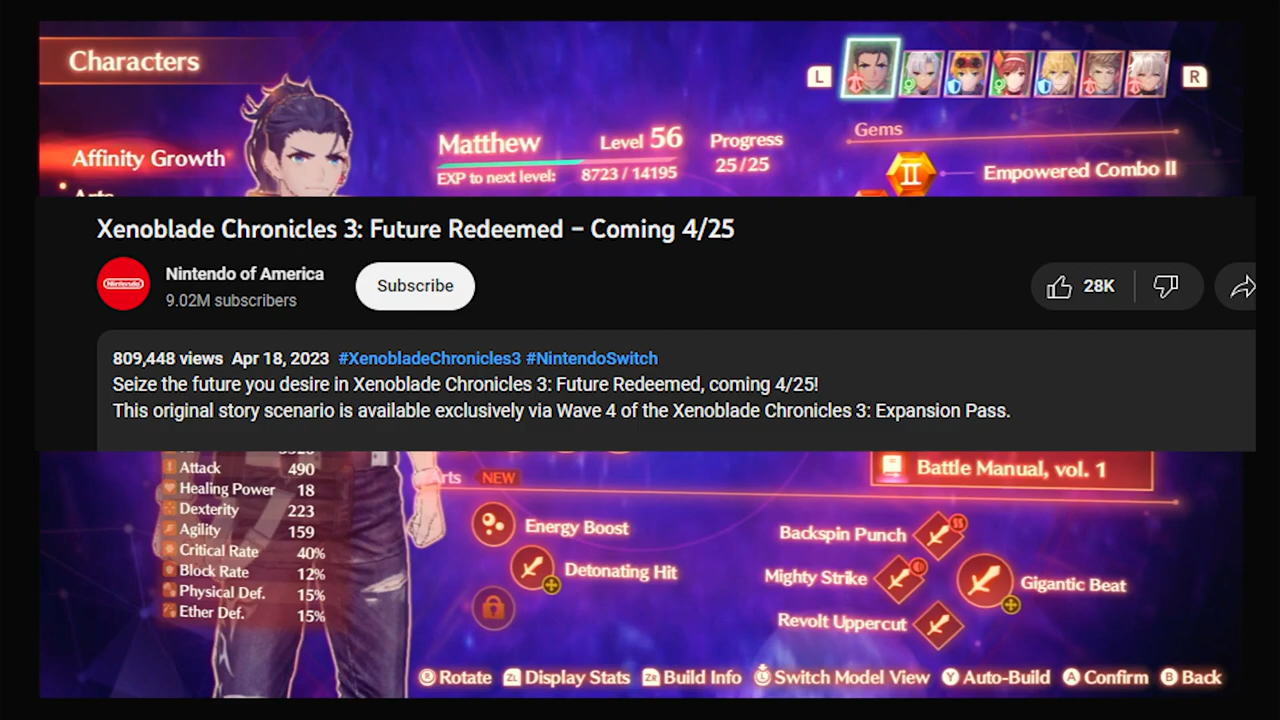 Characters
L
R
Affinity Growth
Arts
Matthew
Level 56
Progress
EXP to next level: 8723 / 14195
25/25
Gems
II
Empowered Combo II
Xenoblade Chronicles 3: Future Redeemed – Coming 4/25
Nintendo
Nintendo of America
9.02M subscribers
Subscribe
28K
809,448 views Apr 18, 2023 #XenobladeChronicles3 #NintendoSwitch
Seize the future you desire in Xenoblade Chronicles 3: Future Redeemed, coming 4/25!
This original story scenario is available exclusively via Wave 4 of the Xenoblade Chronicles 3: Expansion Pass.
Attack 490
Healing Power 18
Dexterity 223
Agility 159
Critical Rate 40%
Block Rate 12%
Physical Def. 15%
Ether Def. 15%
Arts NEW
Battle Manual, vol. 1
Energy Boost
Detonating Hit
Backspin Punch
Mighty Strike
Gigantic Beat
Revolt Uppercut
R Rotate ZL Display Stats ZR Build Info L Switch Model View Y Auto-Build A Confirm B Back